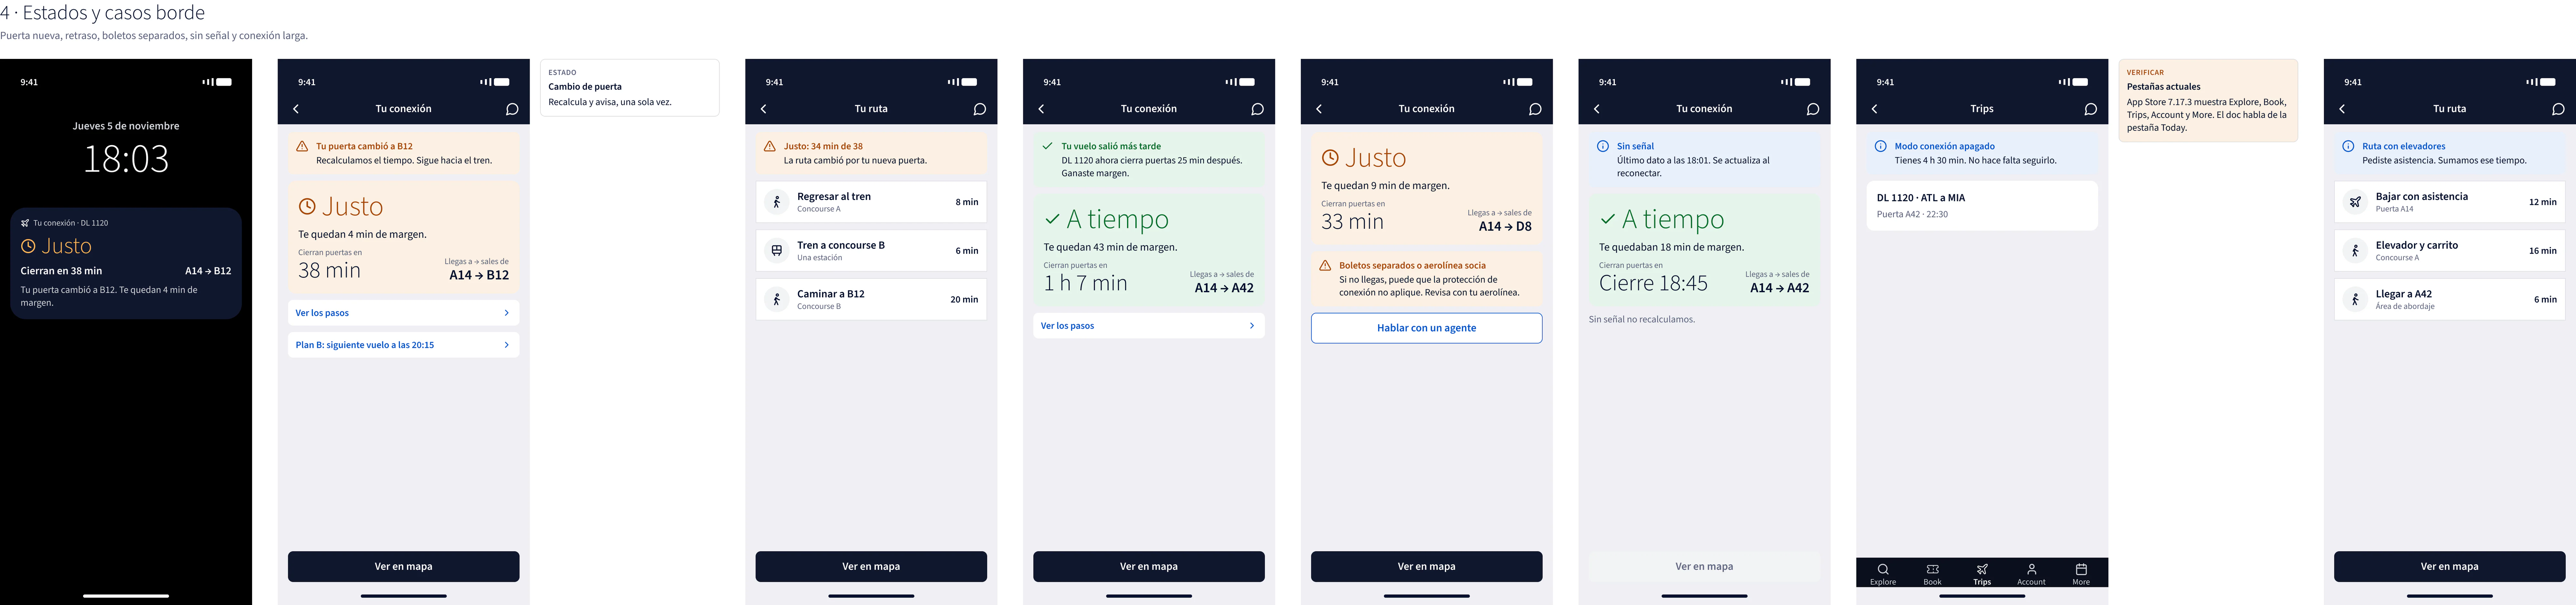 4 · Estados y casos borde
Puerta nueva, retraso, boletos separados, sin señal y conexión larga.
9:41
Jueves 5 de noviembre
18:03
Tu conexión · DL 1120
Justo
Cierran en 38 min
A14 → B12
Tu puerta cambió a B12. Te quedan 4 min de
margen.
9:41
Tu conexión
Tu puerta cambió a B12
Recalculamos el tiempo. Sigue hacia el tren.
Justo
Te quedan 4 min de margen.
Cierran puertas en
38 min
Llegas a → sales de
A14 → B12
Ver los pasos
Plan B: siguiente vuelo a las 20:15
Ver en mapa
ESTADO
Cambio de puerta
Recalcula y avisa, una sola vez.
9:41
Tu ruta
Justo: 34 min de 38
La ruta cambió por tu nueva puerta.
Regresar al tren
Concourse A
8 min
Tren a concourse B
Una estación
6 min
Caminar a B12
Concourse B
20 min
Ver en mapa
9:41
Tu conexión
Tu vuelo salió más tarde
DL 1120 ahora cierra puertas 25 min después.
Ganaste margen.
A tiempo
Te quedan 43 min de margen.
Cierran puertas en
1 h 7 min
Llegas a → sales de
A14 → A42
Ver los pasos
Ver en mapa
9:41
Tu conexión
Justo
Te quedan 9 min de margen.
Cierran puertas en
33 min
Llegas a → sales de
A14 → D8
Boletos separados o aerolínea socia
Si no llegas, puede que la protección de
conexión no aplique. Revisa con tu aerolínea.
Hablar con un agente
Ver en mapa
9:41
Tu conexión
Sin señal
Último dato a las 18:01. Se actualiza al
reconectar.
A tiempo
Te quedaban 18 min de margen.
Cierran puertas en
Cierre 18:45
Llegas a → sales de
A14 → A42
Sin señal no recalculamos.
Ver en mapa
9:41
Trips
Modo conexión apagado
Tienes 4 h 30 min. No hace falta seguirlo.
DL 1120 · ATL a MIA
Puerta A42 · 22:30
Explore
Book
Trips
Account
More
VERIFICAR
Pestañas actuales
App Store 7.17.3 muestra Explore, Book,
Trips, Account y More. El doc habla de la
pestaña Today.
9:41
Tu ruta
Ruta con elevadores
Pediste asistencia. Sumamos ese tiempo.
Bajar con asistencia
Puerta A14
12 min
Elevador y carrito
Concourse A
16 min
Llegar a A42
Área de abordaje
6 min
Ver en mapa